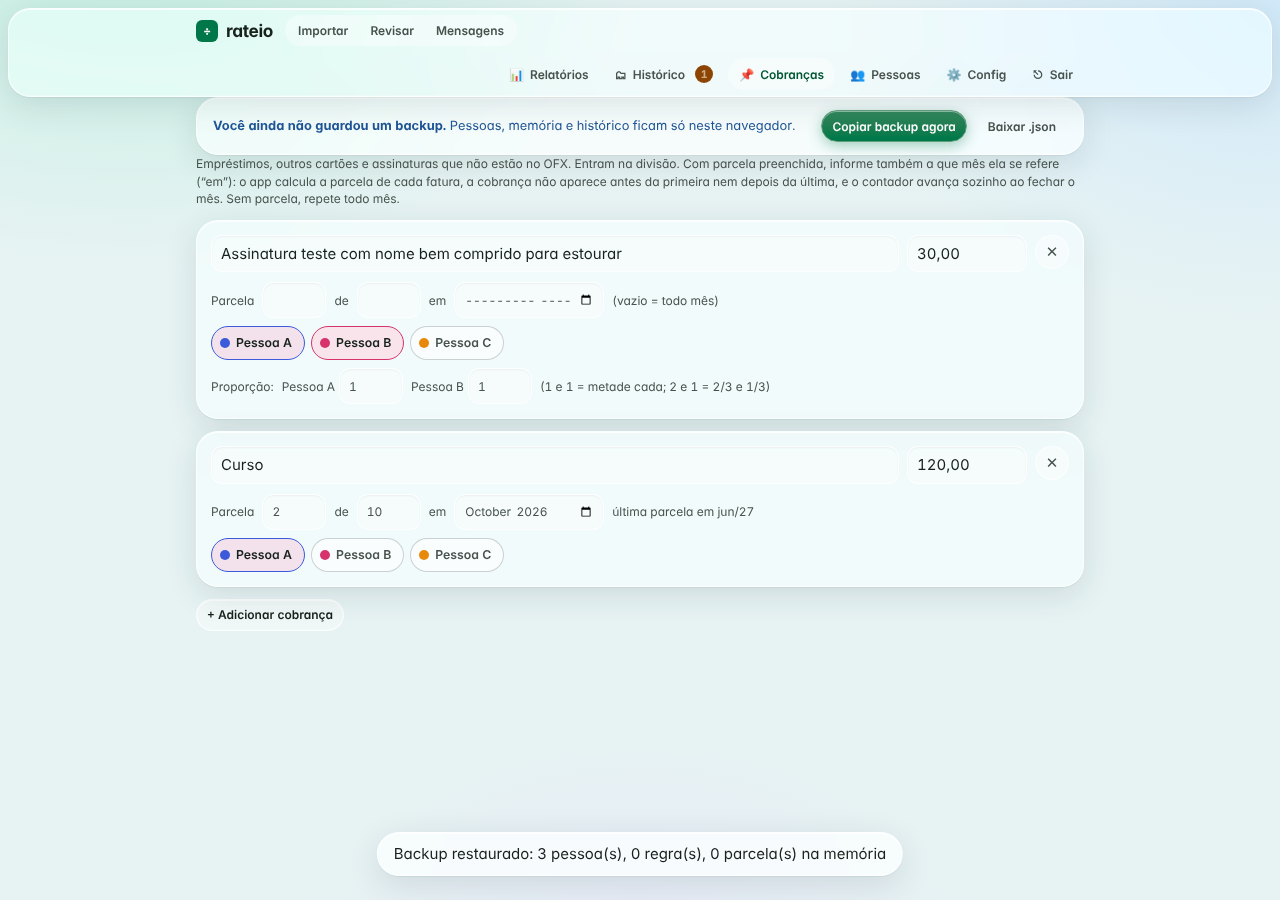 ÷ rateio Importar Revisar Mensagens
Relatórios Histórico 1 Cobranças Pessoas Config Sair
Você ainda não guardou um backup. Pessoas, memória e histórico ficam só neste navegador. Copiar backup agora Baixar .json
Empréstimos, outros cartões e assinaturas que não estão no OFX. Entram na divisão. Com parcela preenchida, informe também a que mês ela se refere
(“em”): o app calcula a parcela de cada fatura, a cobrança não aparece antes da primeira nem depois da última, e o contador avança sozinho ao fechar o
mês. Sem parcela, repete todo mês.
Assinatura teste com nome bem comprido para estourar 30,00 ×
Parcela de em --------- ---- (vazio = todo mês)
Pessoa A Pessoa B Pessoa C
Proporção: Pessoa A 1 Pessoa B 1 (1 e 1 = metade cada; 2 e 1 = 2/3 e 1/3)
Curso 120,00 ×
Parcela 2 de 10 em October 2026 última parcela em jun/27
Pessoa A Pessoa B Pessoa C
+ Adicionar cobrança
Backup restaurado: 3 pessoa(s), 0 regra(s), 0 parcela(s) na memória